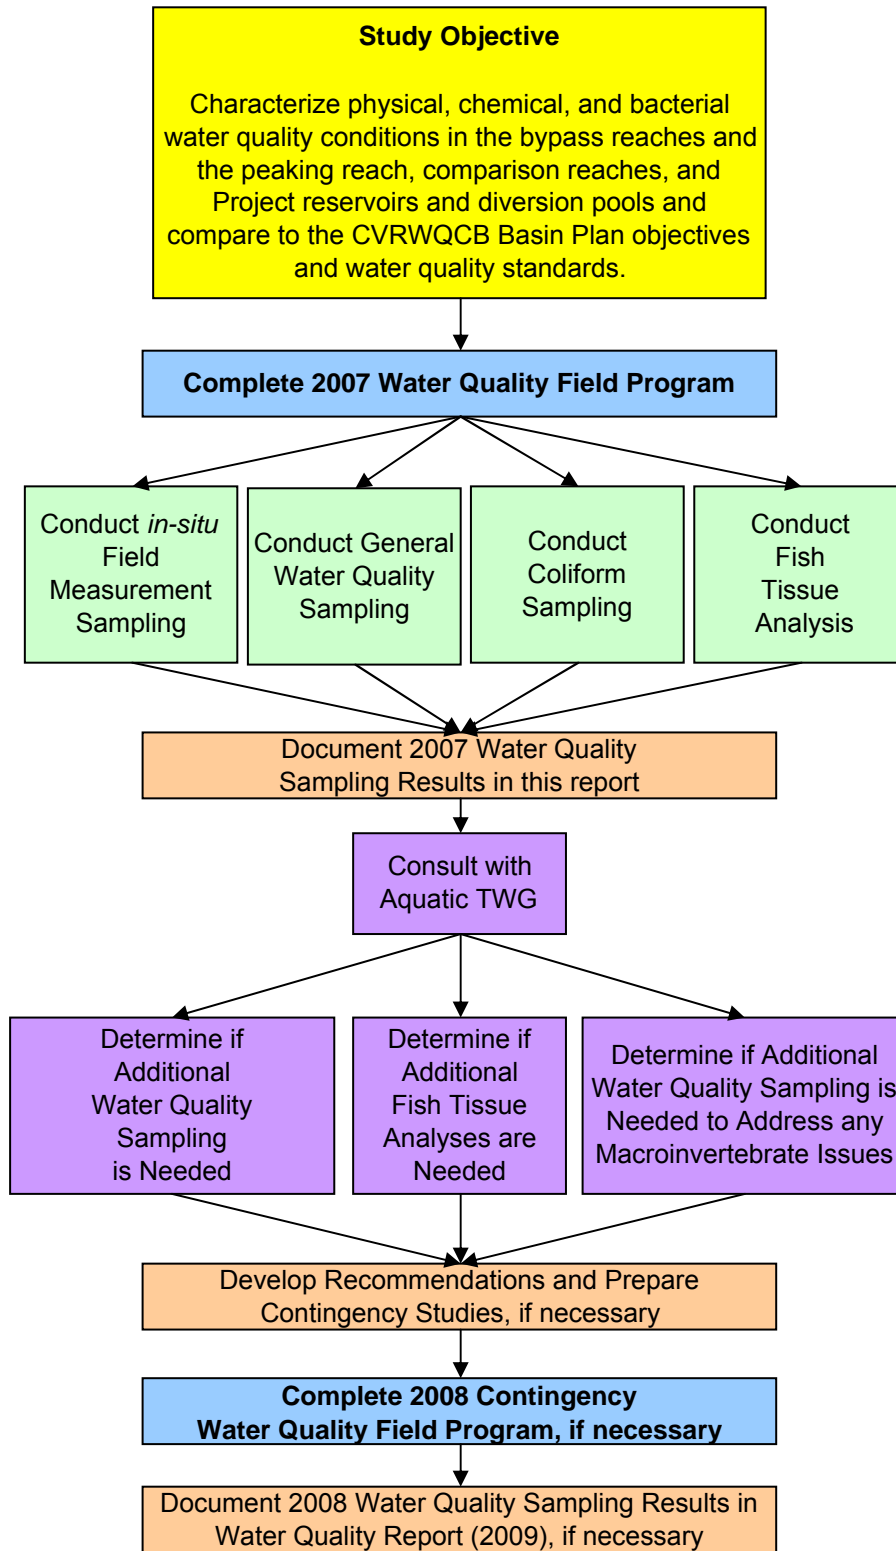 Study Objective
Characterize physical, chemical, and bacterial
water quality conditions in the bypass reaches and
the peaking reach, comparison reaches, and
Project reservoirs and diversion pools and
compare to the CVRWQCB Basin Plan objectives
and water quality standards.
Complete 2007 Water Quality Field Program
Conduct in-situ
Field
Measurement
Sampling
Conduct General
Water Quality
Sampling
Conduct
Coliform
Sampling
Conduct
Fish
Tissue
Analysis
Document 2007 Water Quality
Sampling Results in this report
Consult with
Aquatic TWG
Determine if
Additional
Water Quality
Sampling
is Needed
Determine if
Additional
Fish Tissue
Analyses are
Needed
Determine if Additional
Water Quality Sampling is
Needed to Address any
Macroinvertebrate Issues
Develop Recommendations and Prepare
Contingency Studies, if necessary
Complete 2008 Contingency
Water Quality Field Program, if necessary
Document 2008 Water Quality Sampling Results in
Water Quality Report (2009), if necessary